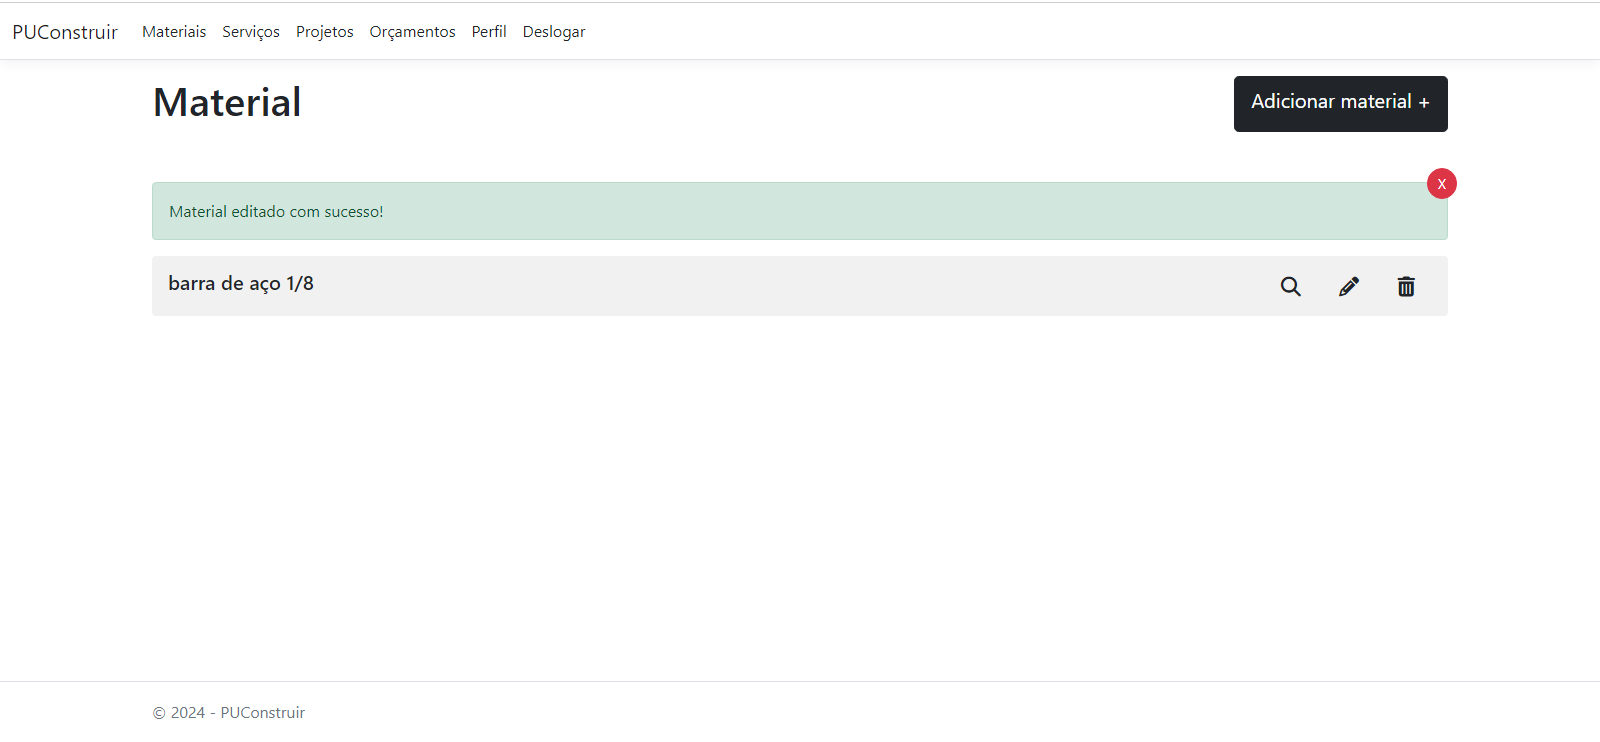 PUConstruir Materiais Serviços Projetos Orçamentos Perfil Deslogar
Material
Adicionar material +
X
Material editado com sucesso!
barra de aço 1/8
© 2024 - PUConstruir